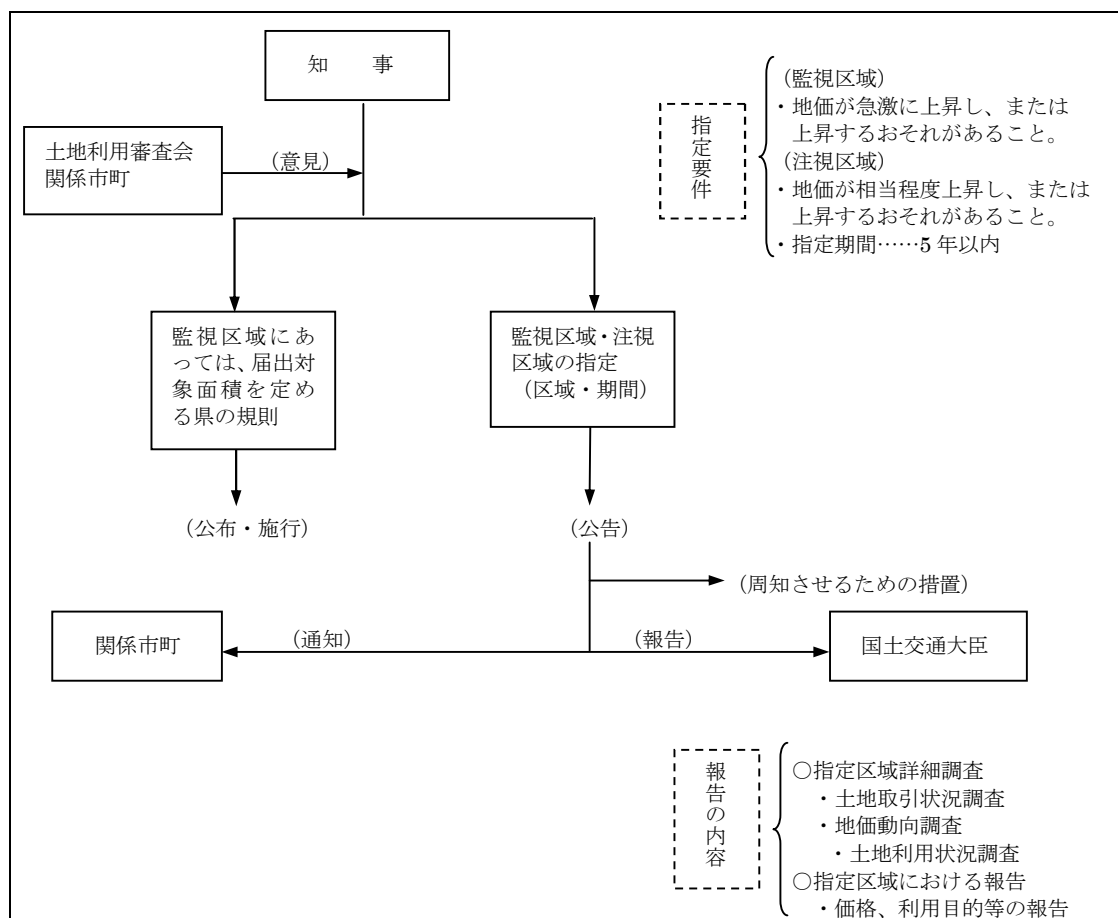 知　　事
土地利用審査会
関係市町
（意見）
指定要件
（監視区域）
・地価が急激に上昇し、または
上昇するおそれがあること。
（注視区域）
・地価が相当程度上昇し、または
上昇するおそれがあること。
・指定期間……5 年以内
監視区域にあ
っては、届出対
象面積を定め
る県の規則
監視区域・注視
区域の指定
（区域・期間）
（公布・施行）
（公告）
（周知させるための措置）
関係市町
（通知）
（報告）
国土交通大臣
報告の内容
○指定区域詳細調査
・土地取引状況調査
・地価動向調査
・土地利用状況調査
○指定区域における報告
・価格、利用目的等の報告